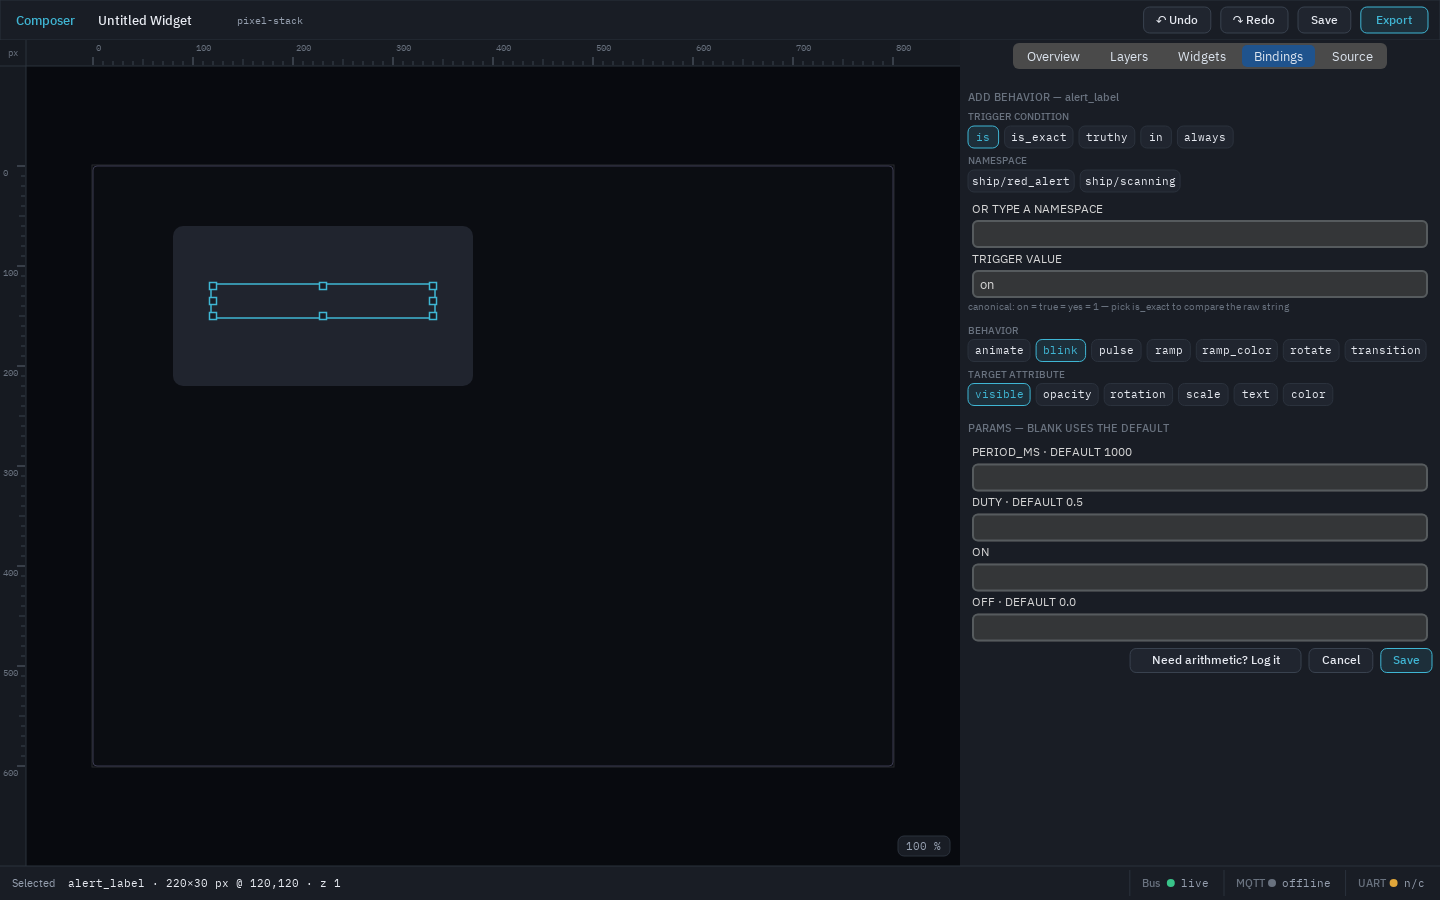 Composer Untitled Widget pixel-stack ↶ Undo ↷ Redo Save Export
px 0 100 200 300 400 500 600 700 800
Overview Layers Widgets Bindings Source
ADD BEHAVIOR — alert_label
TRIGGER CONDITION
is is_exact truthy in always
NAMESPACE
ship/red_alert ship/scanning
OR TYPE A NAMESPACE
TRIGGER VALUE
on
canonical: on = true = yes = 1 — pick is_exact to compare the raw string
BEHAVIOR
animate blink pulse ramp ramp_color rotate transition
TARGET ATTRIBUTE
visible opacity rotation scale text color
PARAMS — BLANK USES THE DEFAULT
PERIOD_MS · DEFAULT 1000
DUTY · DEFAULT 0.5
ON
OFF · DEFAULT 0.0
Need arithmetic? Log it Cancel Save
0
100
200
300
400
500
600
100 %
Selected alert_label · 220×30 px @ 120,120 · z 1 Bus live MQTT offline UART n/c